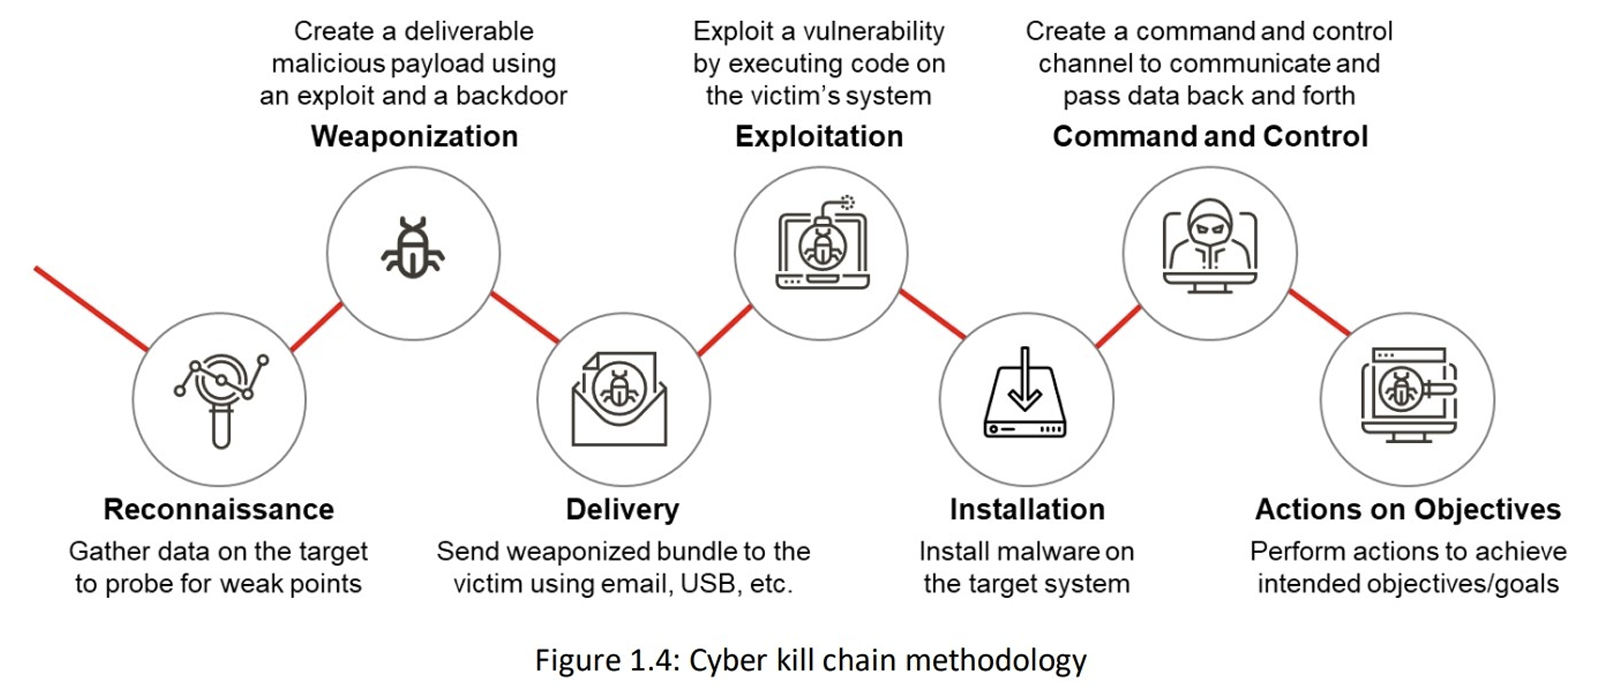 Create a deliverable
malicious payload using
an exploit and a backdoor
Weaponization
Exploit a vulnerability
by executing code on
the victim's system
Exploitation
Create a command and control
channel to communicate and
pass data back and forth
Command and Control
Reconnaissance
Gather data on the target
to probe for weak points
Delivery
Send weaponized bundle to the
victim using email, USB, etc.
Installation
Install malware on
the target system
Actions on Objectives
Perform actions to achieve
intended objectives/goals
Figure 1.4: Cyber kill chain methodology